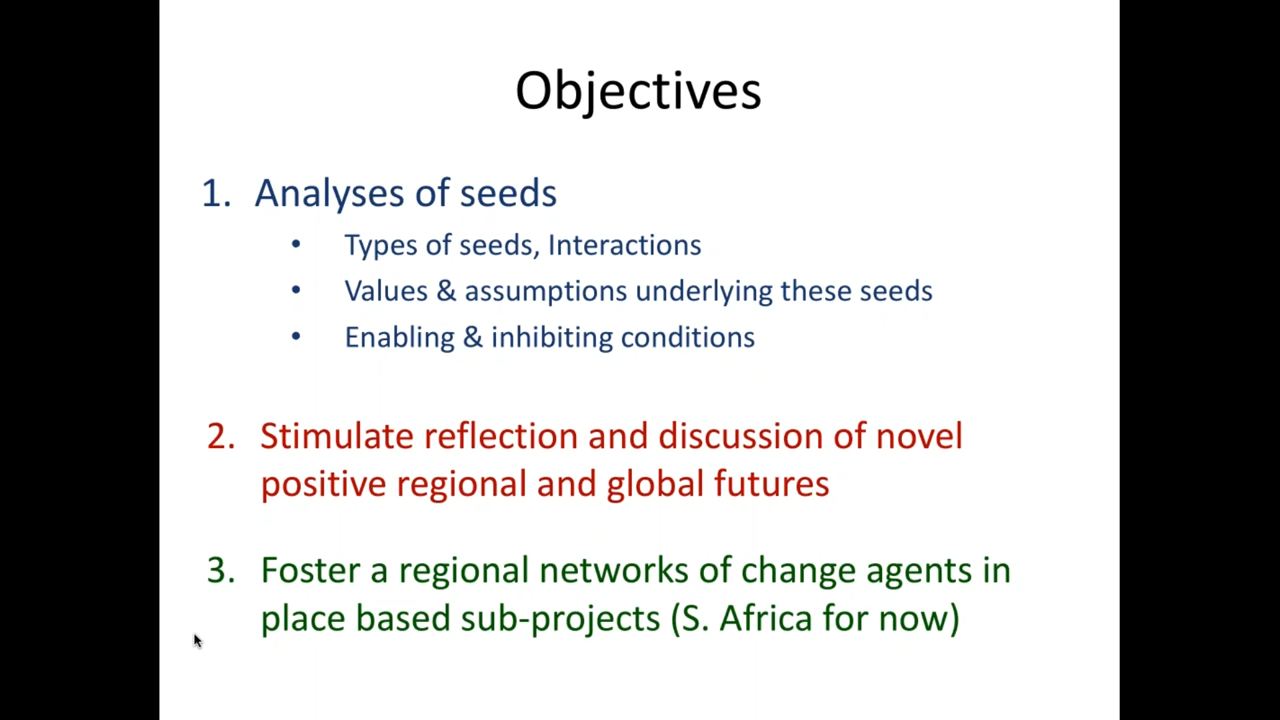 Objectives
1. Analyses of seeds
• Types of seeds, Interactions
• Values & assumptions underlying these seeds
• Enabling & inhibiting conditions
2. Stimulate reflection and discussion of novel
positive regional and global futures
3. Foster a regional networks of change agents in
place based sub-projects (S. Africa for now)